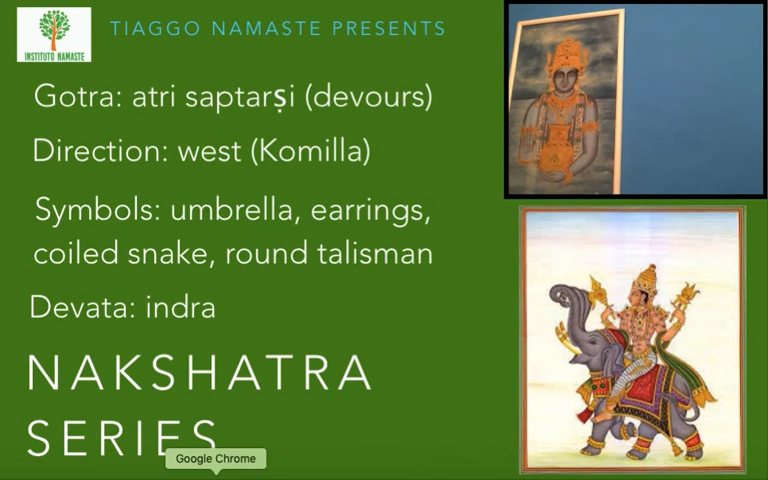 INSTITUTO NAMASTE
TIAGGO NAMASTE PRESENTS
Gotra: atri saptarṣi (devours)
Direction: west (Komilla)
Symbols: umbrella, earrings,
coiled snake, round talisman
Devata: indra
NAKSHATRA
SERIES
Google Chrome